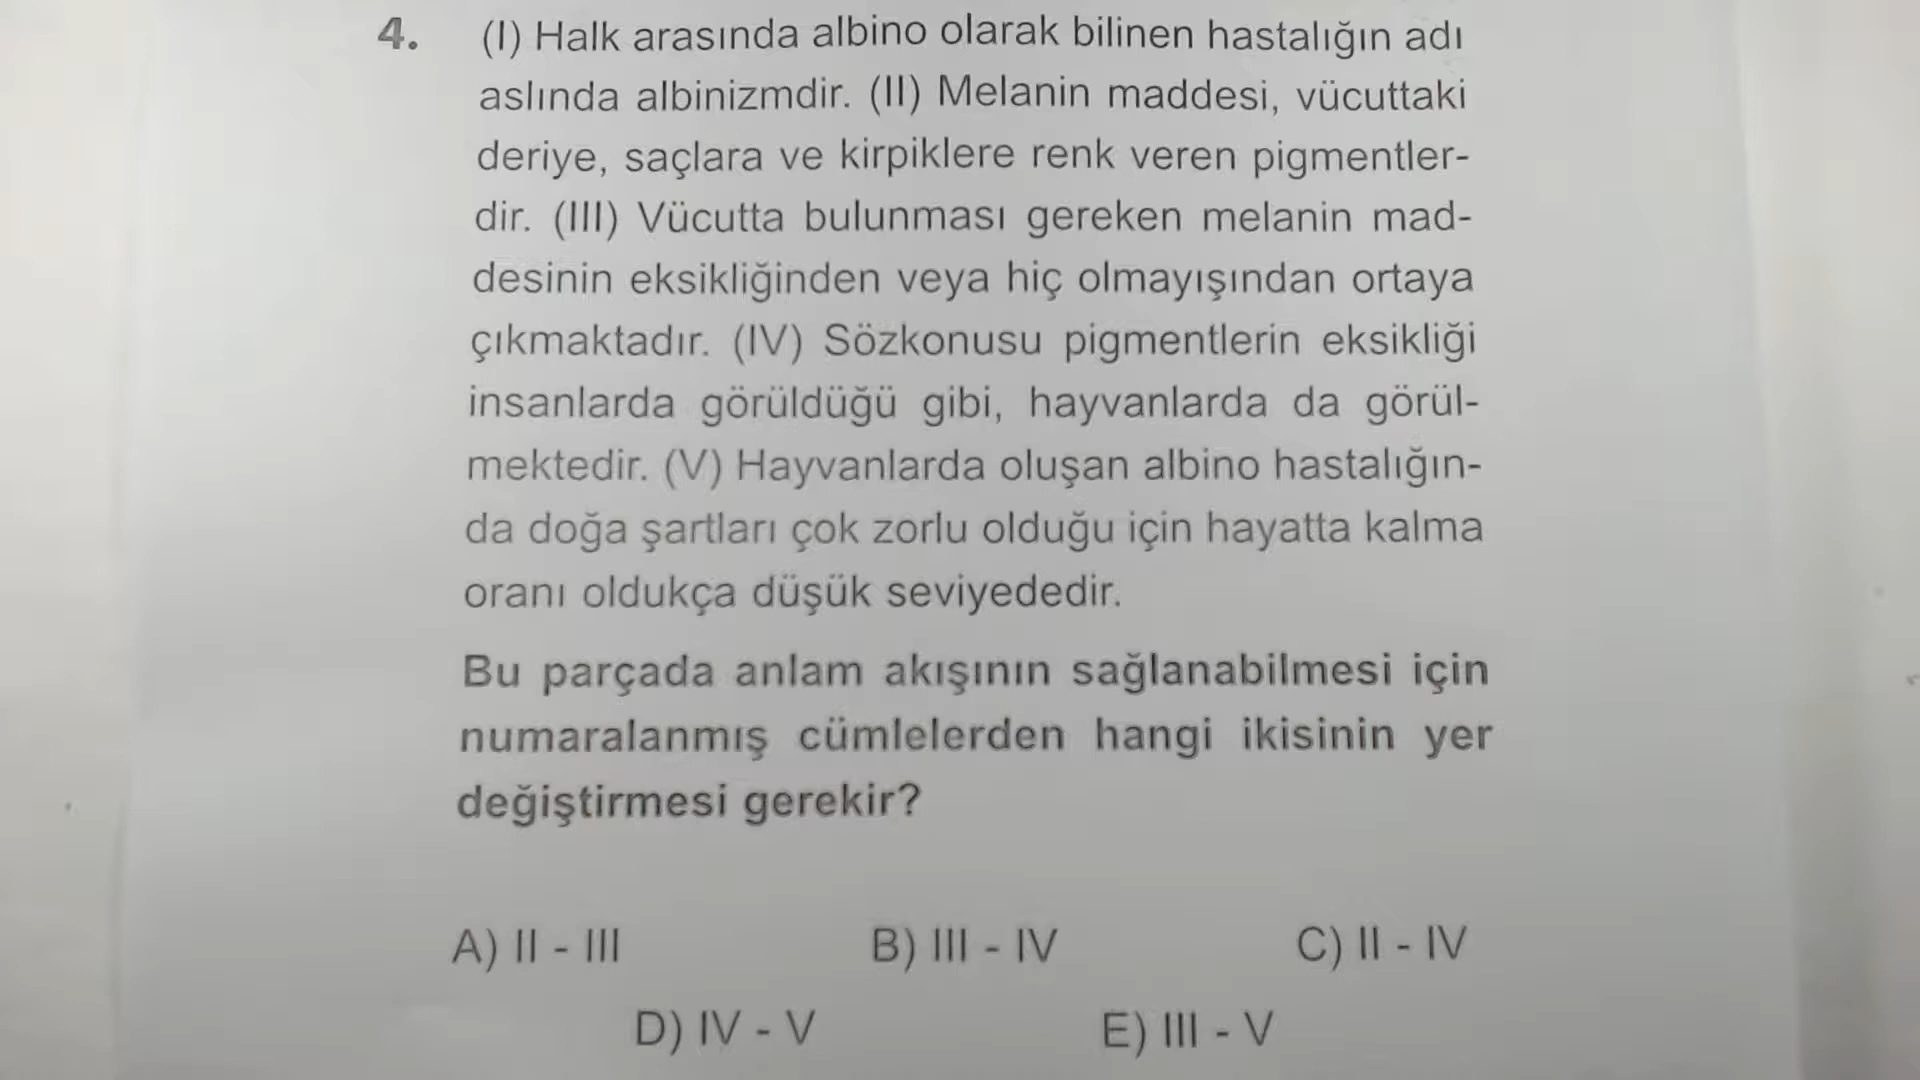 4. (I) Halk arasında albino olarak bilinen hastalığın adı
aslında albinizmdir. (II) Melanin maddesi, vücuttaki
deriye, saçlara ve kirpiklere renk veren pigmentler-
dir. (III) Vücutta bulunması gereken melanin mad-
desinin eksikliğinden veya hiç olmayışından ortaya
çıkmaktadır. (IV) Sözkonusu pigmentlerin eksikliği
insanlarda görüldüğü gibi, hayvanlarda da görül-
mektedir. (V) Hayvanlarda oluşan albino hastalığın-
da doğa şartları çok zorlu olduğu için hayatta kalma
oranı oldukça düşük seviyededir.
Bu parçada anlam akışının sağlanabilmesi için
numaralanmış cümlelerden hangi ikisinin yer
değiştirmesi gerekir?
A) II - III B) III - IV C) II - IV
D) IV - V E) III - V